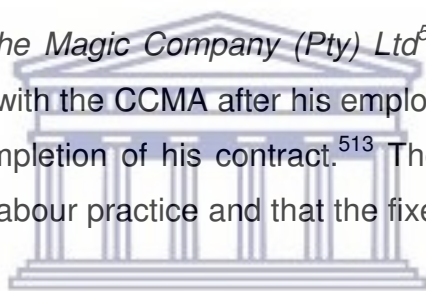 he Magic Company (Pty) Ltd5
with the CCMA after his emplo
mpletion of his contract.513 Th
abour practice and that the fixe